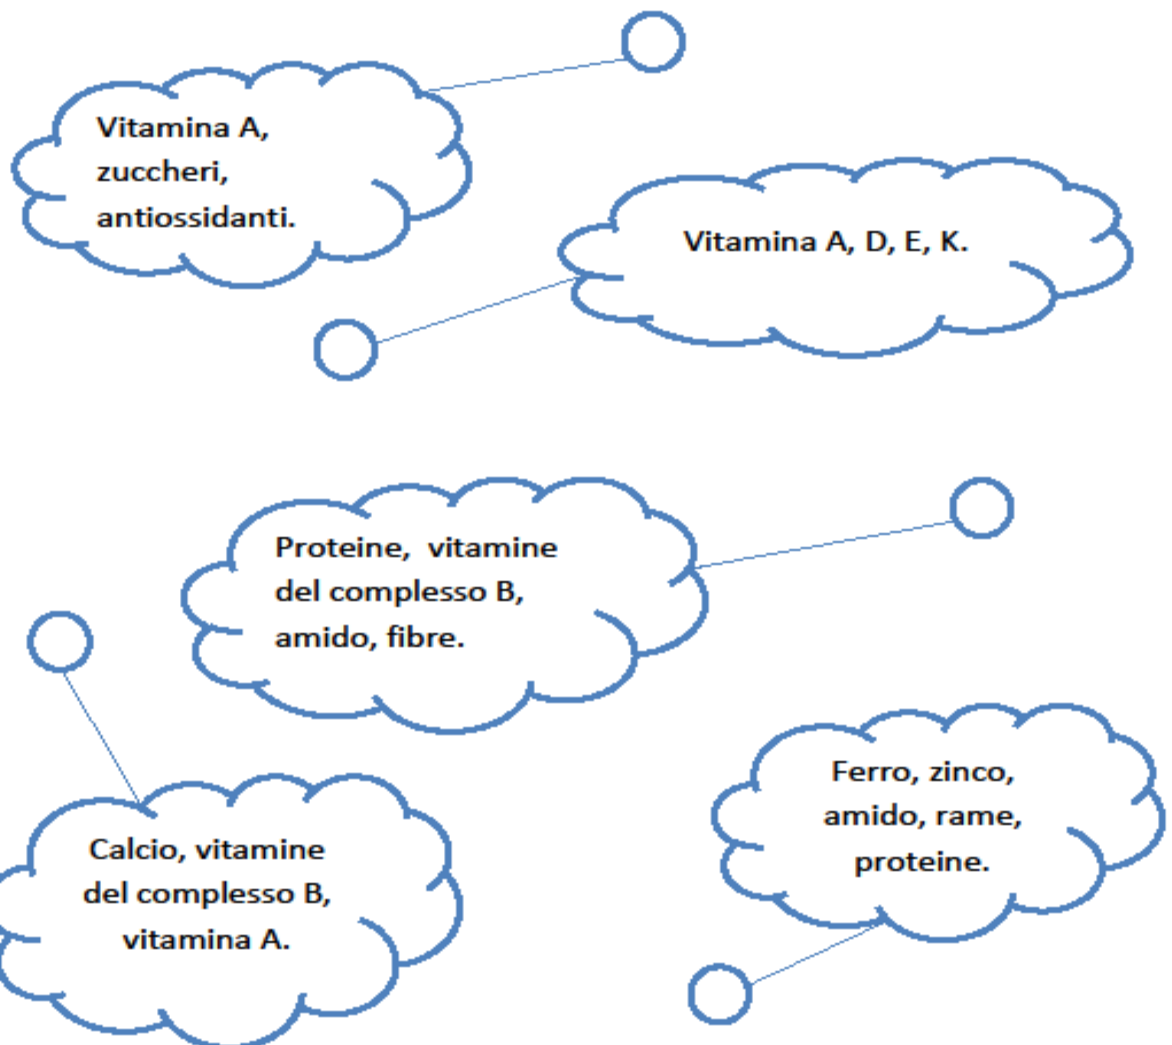 Vitamina A,
zuccheri,
antiossidanti.
Vitamina A, D, E, K.
Proteine,  vitamine
del complesso B,
amido, fibre.
Ferro, zinco,
amido, rame,
proteine.
Calcio, vitamine
del complesso B,
vitamina A.